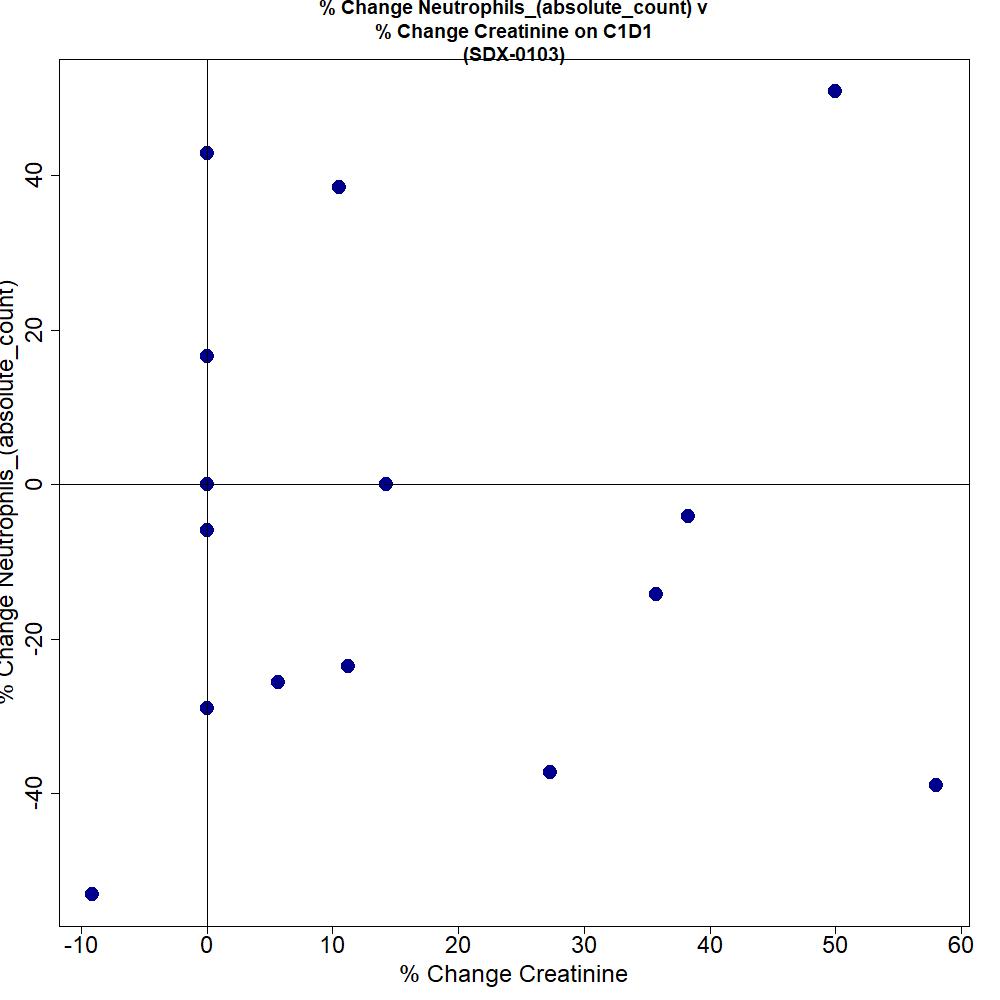 % Change Neutrophils_(absolute_count) v
% Change Creatinine on C1D1
(SDX-0103)
% Change Neutrophils_(absolute_count)
40
20
0
-20
-40
-10 0 10 20 30 40 50 60
% Change Creatinine